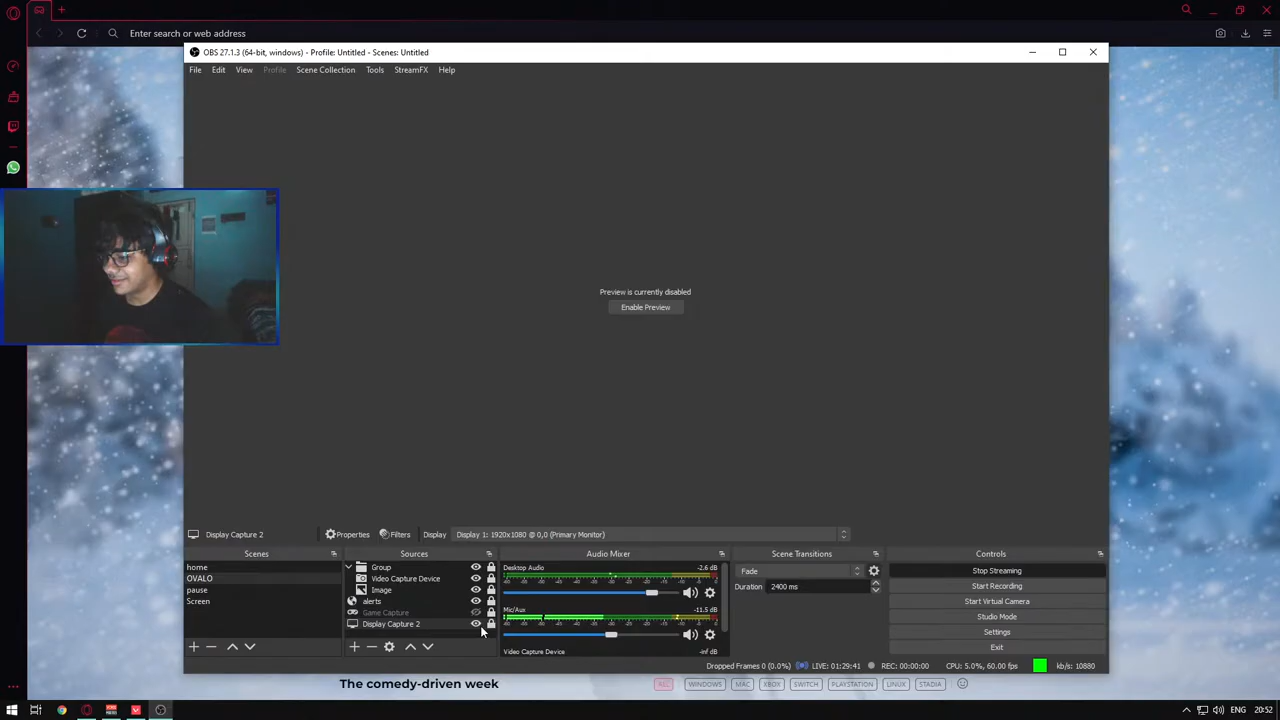 Enter search or web address
OBS 27.1.3 (64-bit, windows) - Profile: Untitled - Scenes: Untitled
File Edit View Profile Scene Collection Tools StreamFX Help
Preview is currently disabled
Enable Preview
Display Capture 2 Properties Filters Display Display 1: 1920x1080 @ 0,0 (Primary Monitor)
Scenes
home
OVALO
pause
Screen
Sources
Group
Video Capture Device
Image
alerts
Game Capture
Display Capture 2
Audio Mixer
Desktop Audio -2.6 dB
Mic/Aux -11.5 dB
Video Capture Device -inf dB
Scene Transitions
Fade
Duration 2400 ms
Controls
Stop Streaming
Start Recording
Start Virtual Camera
Studio Mode
Settings
Exit
Dropped Frames 0 (0.0%) LIVE: 01:29:41 REC: 00:00:00 CPU: 5.0%, 60.00 fps kb/s: 10880
The comedy-driven week
REC WINDOWS MAC XBOX SWITCH PLAYSTATION LINUX STADIA
ENG 20:52